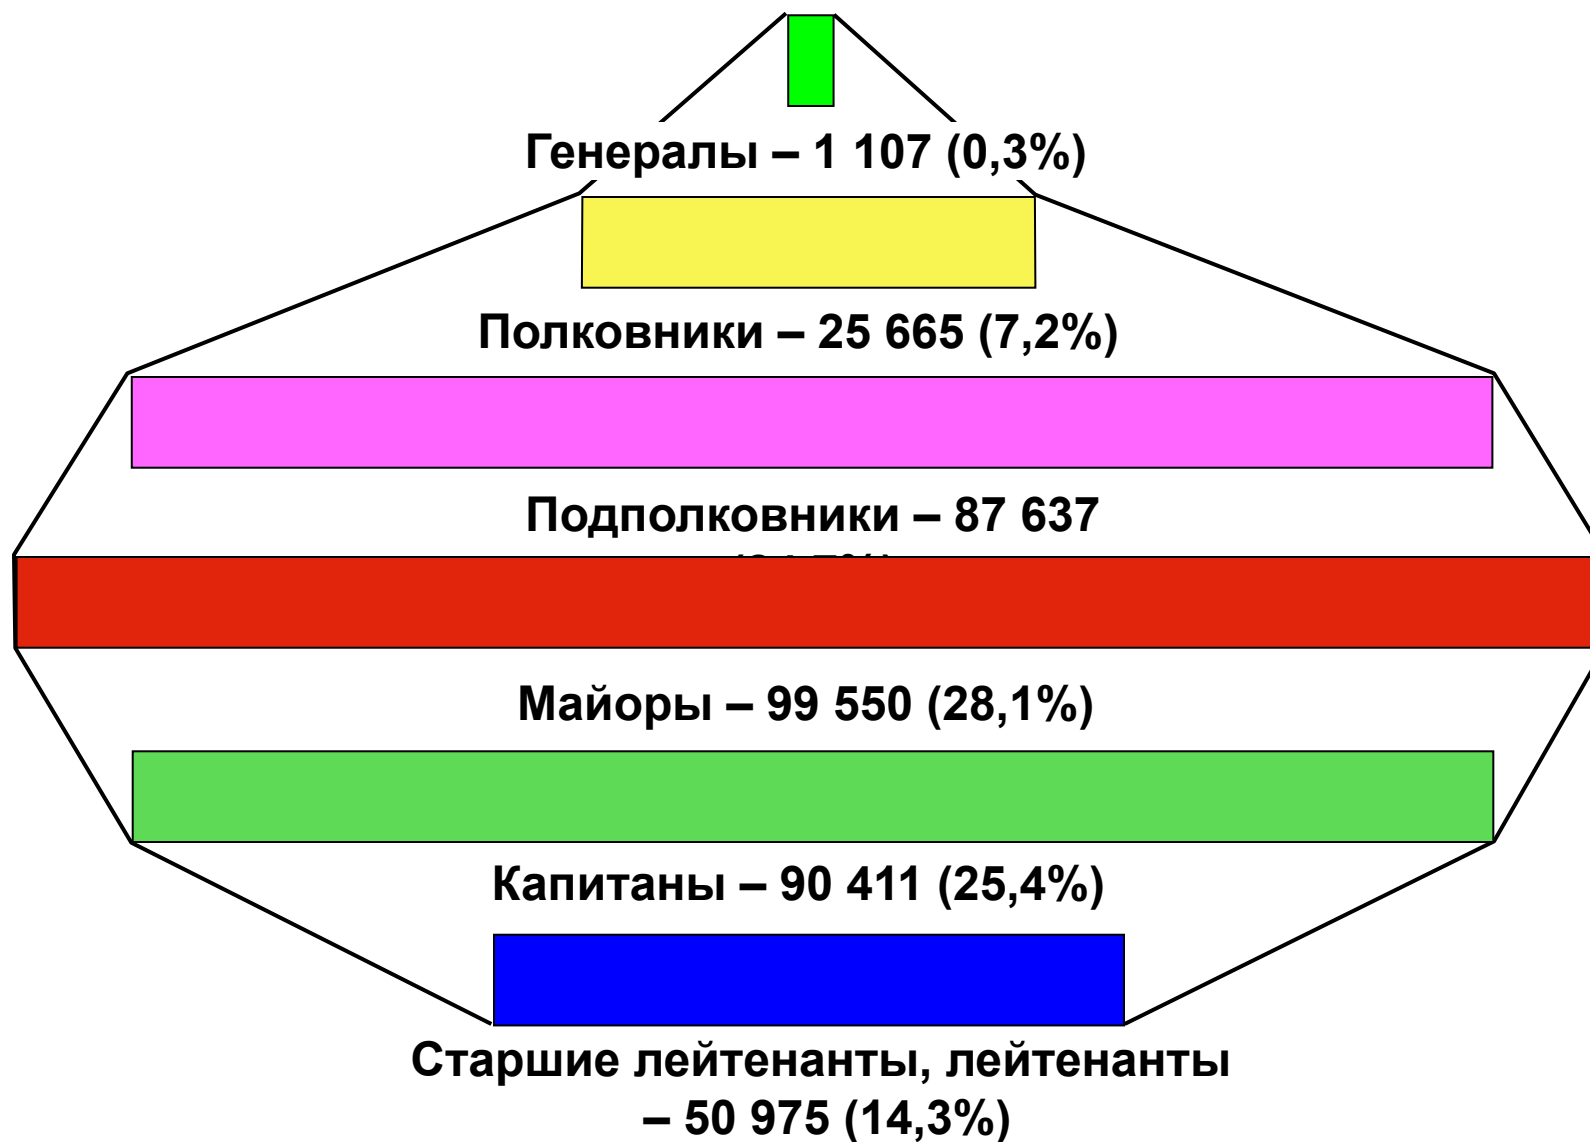 Генералы – 1 107 (0,3%)
Полковники – 25 665 (7,2%)
Подполковники – 87 637
Майоры – 99 550 (28,1%)
Капитаны – 90 411 (25,4%)
Старшие лейтенанты, лейтенанты
– 50 975 (14,3%)